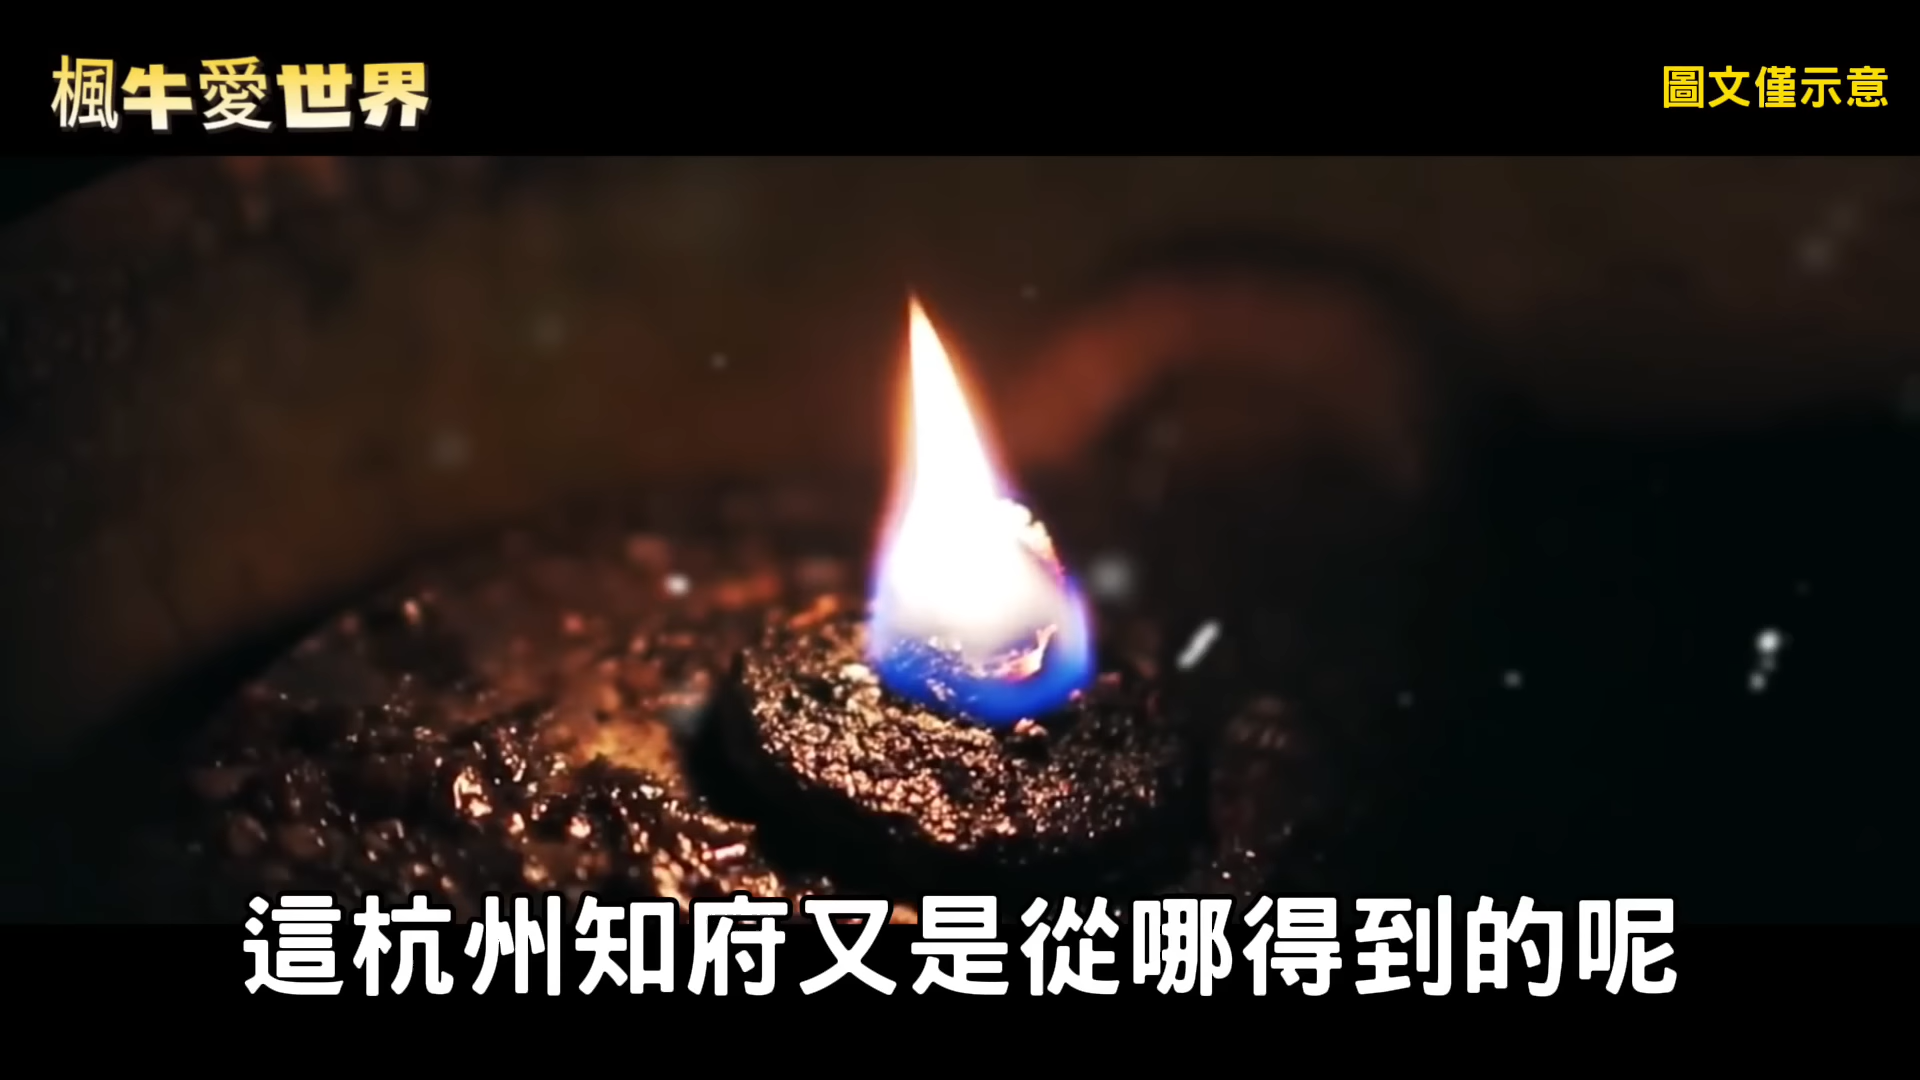 楓牛愛世界
圖文僅示意
這杭州知府又是從哪得到的呢